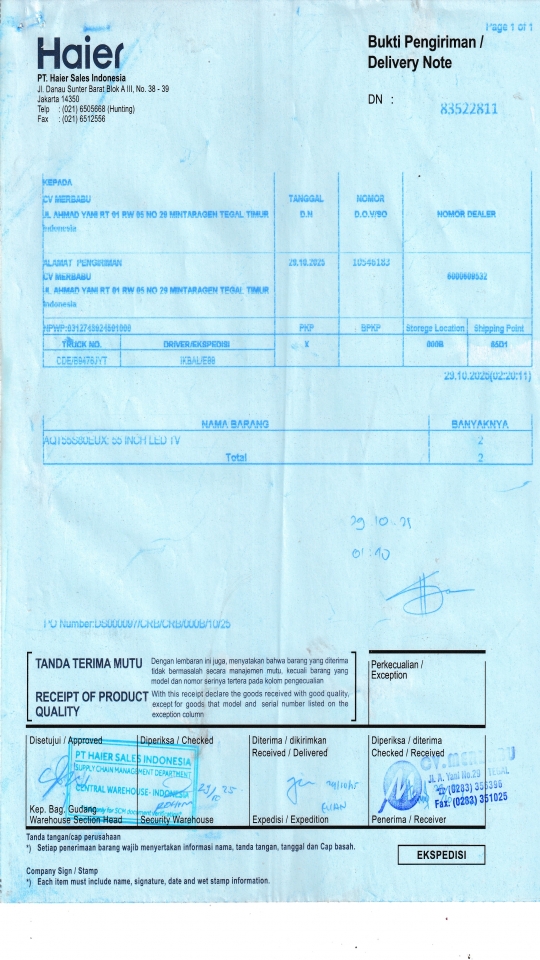 Page 1 of 1
Haier
Bukti Pengiriman /
Delivery Note
PT. Haier Sales Indonesia
Jl. Danau Sunter Barat Blok A III, No. 38 - 39
Jakarta 14350
Telp : (021) 6505668 (Hunting)
Fax : (021) 6512556
DN : 83522811
KEPADA
CV MERBABU
JL AHMAD YANI RT 01 RW 05 NO 29 MINTARAGEN TEGAL TIMUR
Indonesia
TANGGAL
D.N
NOMOR
D.O.V/SO
NOMOR DEALER
ALAMAT PENGIRIMAN
CV MERBABU
JL AHMAD YANI RT 01 RW 05 NO 29 MINTARAGEN TEGAL TIMUR
Indonesia
29.10.2025
10546183
PKP
BPKP
Storage Location
Shipping Point
TRUCK NO.
DRIVER/EKSPEDISI
X
000B
65D1
29.10.2025(02:20:11)
NAMA BARANG
BANYAKNYA
55 INCH LED TV
2
Total
2
29.10.25
01:10
PO Number:
TANDA TERIMA MUTU
Dengan lembaran ini juga, menyatakan bahwa barang yang diterima
tidak bermasalah secara manajemen mutu, kecuali barang yang
model dan nomor serinya tertera pada kolom pengecualian
RECEIPT OF PRODUCT
QUALITY
With this receipt declare the goods received with good quality,
except for goods that model and serial number listed on the
exception column
Perkecualian /
Exception
Disetujui / Approved
Diperiksa / Checked
Diterima / dikirimkan
Received / Delivered
Diperiksa / diterima
Checked / Received
PT HAIER SALES INDONESIA
SUPPLY CHAIN MANAGEMENT DEPARTMENT
CENTRAL WAREHOUSE- INDONESIA
Jl. A. Yani No.29 TEGAL
(0283) 356396
Fax. (0283) 351025
Kep. Bag. Gudang
Warehouse Section Head
Security Warehouse
Expedisi / Expedition
Penerima / Receiver
Tanda tangan/cap perusahaan
*) Setiap penerimaan barang wajib menyertakan informasi nama, tanda tangan, tanggal dan Cap basah.
EKSPEDISI
Company Sign / Stamp
*) Each item must include name, signature, date and wet stamp information.